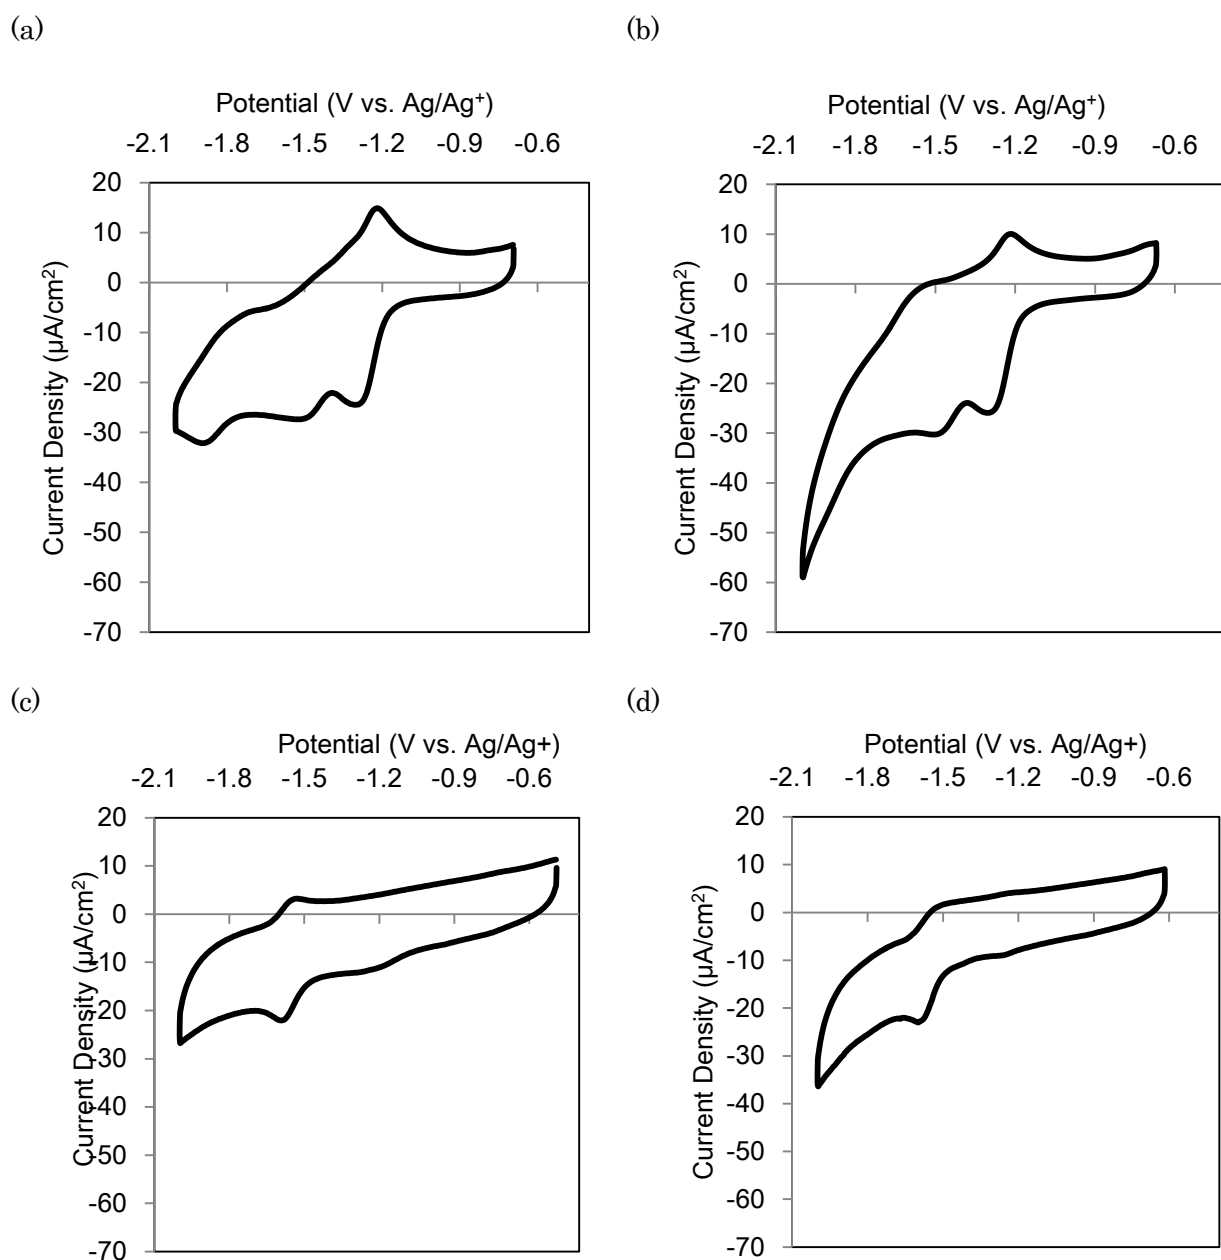 (a)
Potential (V vs. Ag/Ag⁺)
-2.1 -1.8 -1.5 -1.2 -0.9 -0.6
20
10
0
-10
-20
-30
-40
-50
-60
-70
Current Density (µA/cm²)
(b)
Potential (V vs. Ag/Ag⁺)
-2.1 -1.8 -1.5 -1.2 -0.9 -0.6
20
10
0
-10
-20
-30
-40
-50
-60
-70
Current Density (µA/cm²)
(c)
Potential (V vs. Ag/Ag+)
-2.1 -1.8 -1.5 -1.2 -0.9 -0.6
20
10
0
-10
-20
-30
-40
-50
-60
-70
Current Density (µA/cm²)
(d)
Potential (V vs. Ag/Ag+)
-2.1 -1.8 -1.5 -1.2 -0.9 -0.6
20
10
0
-10
-20
-30
-40
-50
-60
-70
Current Density (µA/cm²)